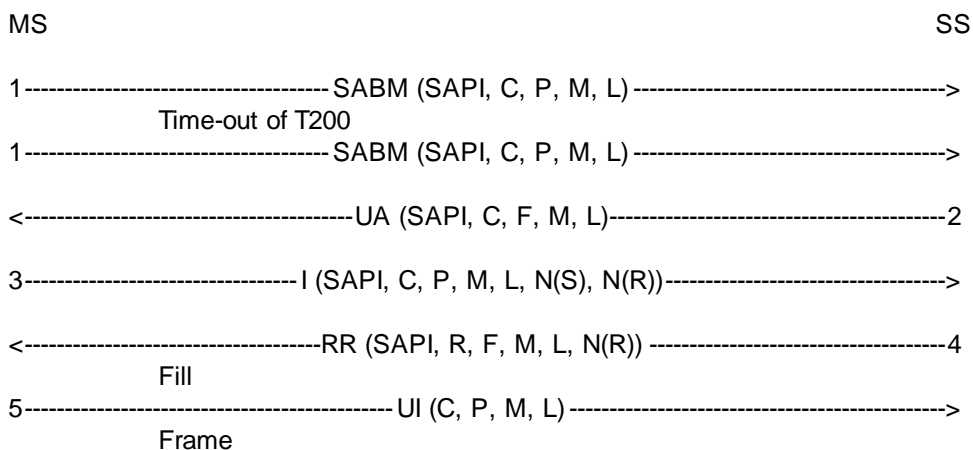 MS SS
1-------------------------------------- SABM (SAPI, C, P, M, L) --------------------------------------->
Time-out of T200
1-------------------------------------- SABM (SAPI, C, P, M, L) --------------------------------------->
<-----------------------------------------UA (SAPI, C, F, M, L)------------------------------------------2
3---------------------------------- I (SAPI, C, P, M, L, N(S), N(R))----------------------------------->
<-------------------------------------RR (SAPI, R, F, M, L, N(R)) -------------------------------------4
Fill
5---------------------------------------------- UI (C, P, M, L) ----------------------------------------------->
Frame